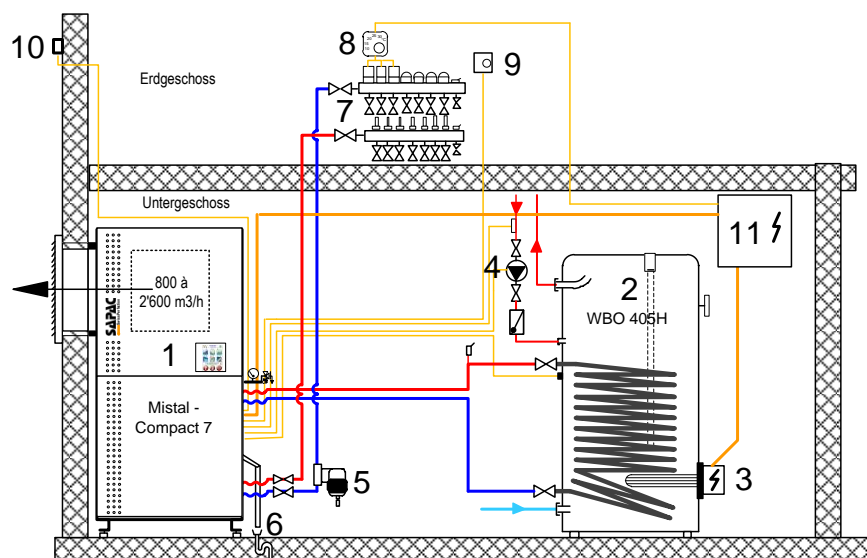 10
8
9
Erdgeschoss
7
Untergeschoss
11
4
800 à
2'600 m3/h
2
WBO 405H
SAPAC
1
Mistal -
Compact 7
5
3
6